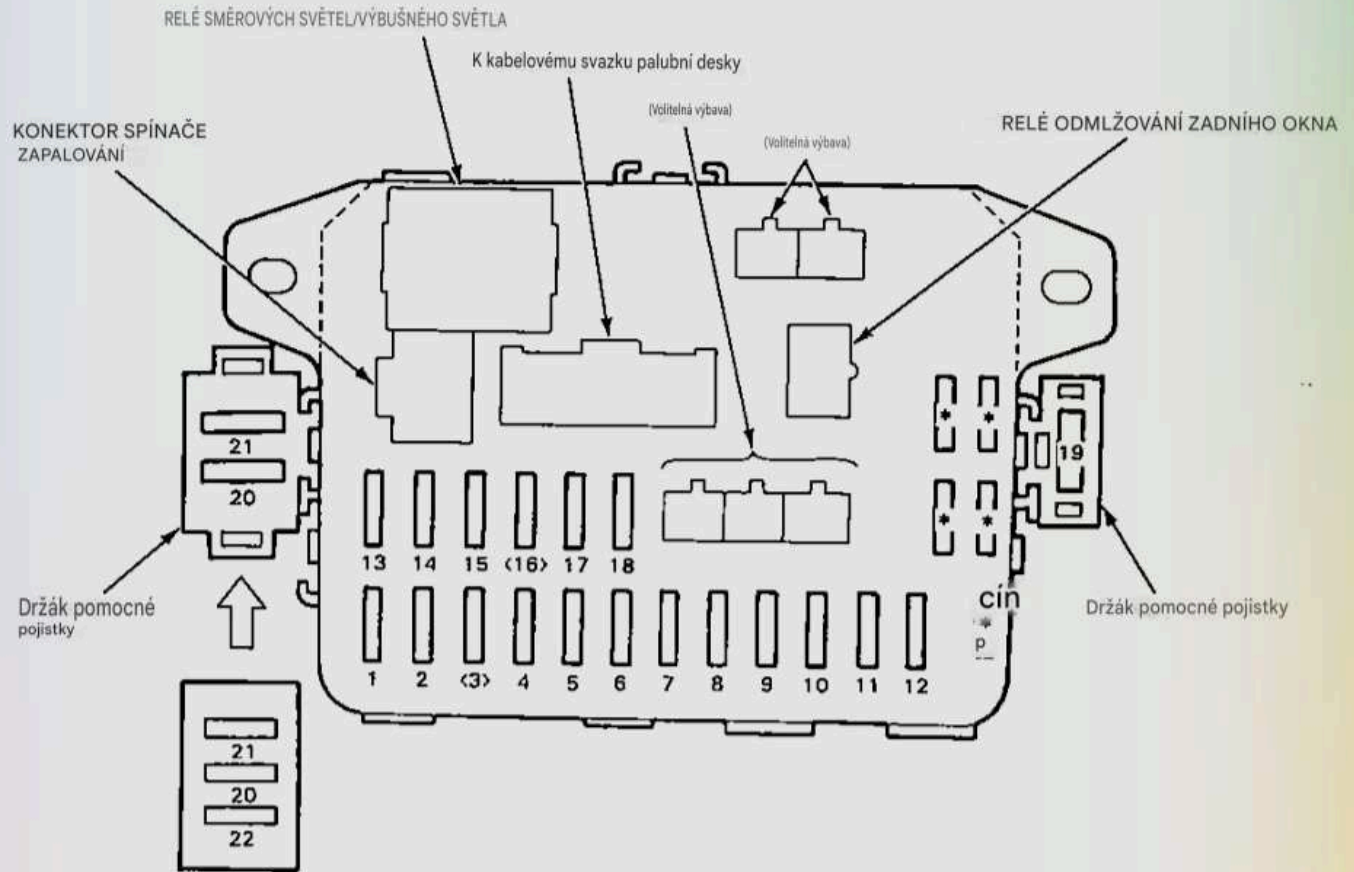 RELÉ SMĚROVÝCH SVĚTEL/VÝBUŠNÉHO SVĚTLA
K kabelovému svazku palubní desky
(Volitelná výbava)
(Volitelná výbava)
RELÉ ODMLŽOVÁNÍ ZADNÍHO OKNA
KONEKTOR SPÍNAČE
ZAPALOVÁNÍ
21
20
* *
19
* *
13 14 15 <16> 17 18
Držák pomocné
pojistky
cín
*
P
Držák pomocné pojistky
1 2 <3> 4 5 6 7 8 9 10 11 12
21
20
22